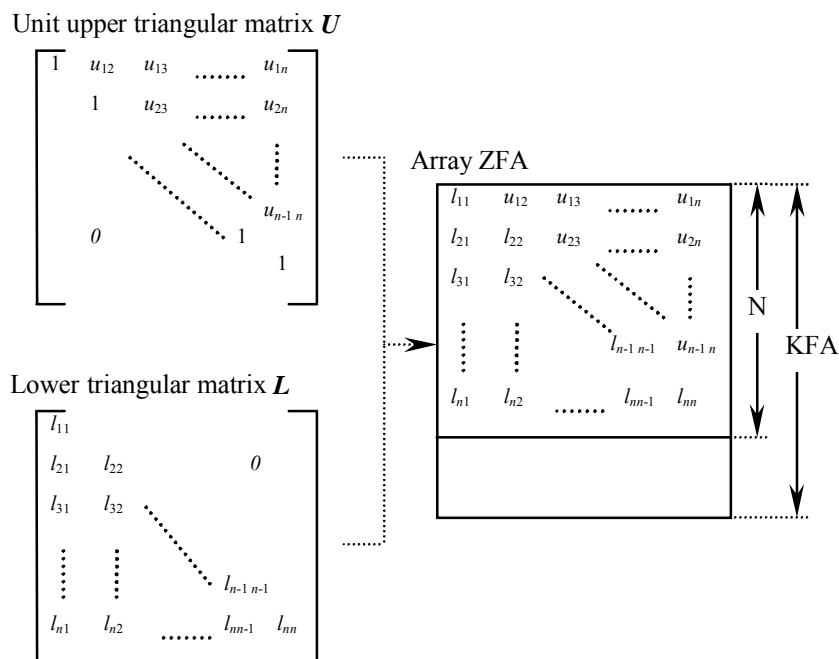 Unit upper triangular matrix U
1 u12 u13 u1n
1 u23 u2n
un-1 n
0 1
1
Lower triangular matrix L
l11
l21 l22 0
l31 l32
ln-1 n-1
ln1 ln2 lnn-1 lnn
Array ZFA
l11 u12 u13 u1n
l21 l22 u23 u2n
l31 l32
ln-1 n-1 un-1 n
ln1 ln2 lnn-1 lnn
N
KFA